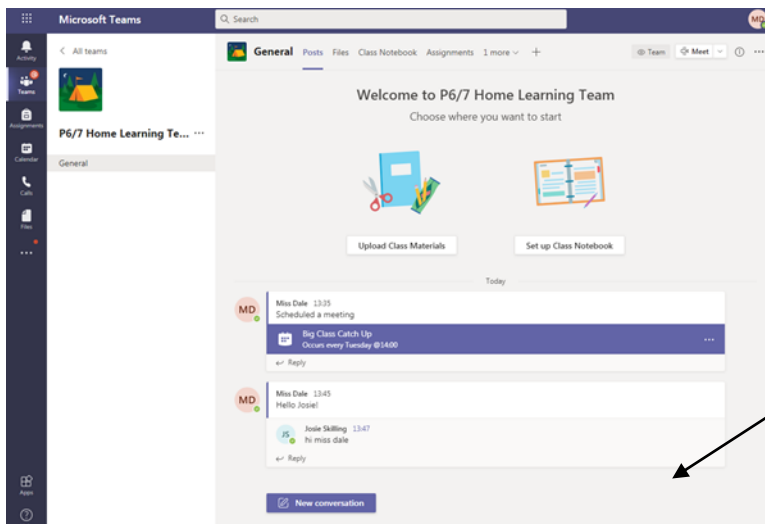 Microsoft Teams
Search
MD
Activity
Teams
Assignments
Calendar
Calls
Files
Apps
All teams
P6/7 Home Learning Te... ...
General
General Posts Files Class Notebook Assignments 1 more
Team Meet
Welcome to P6/7 Home Learning Team
Choose where you want to start
Upload Class Materials Set up Class Notebook
Today
MD
Miss Dale 13:35
Scheduled a meeting
Big Class Catch Up
Occurs every Tuesday @14:00
Reply
MD
Miss Dale 13:45
Hello Josie!
JS
Josie Skilling 13:47
hi miss dale
Reply
New conversation